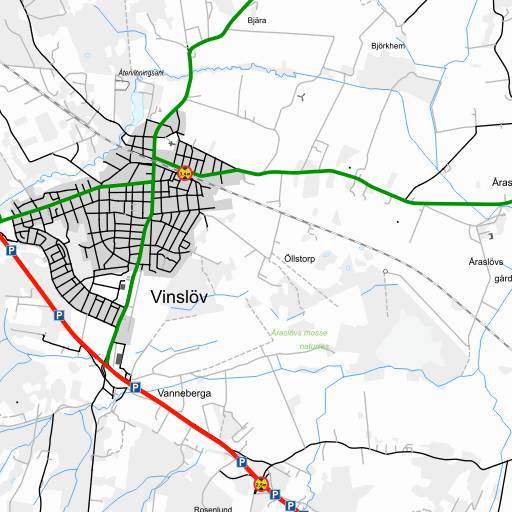 Bjära
Björkhem
Återvinningsanl
Åras
Öllstorp
Åraslövs
gård
Vinslöv
Åraslövs mosse
naturres
Vanneberga
Rosenlund
P
P
P
P
P
P